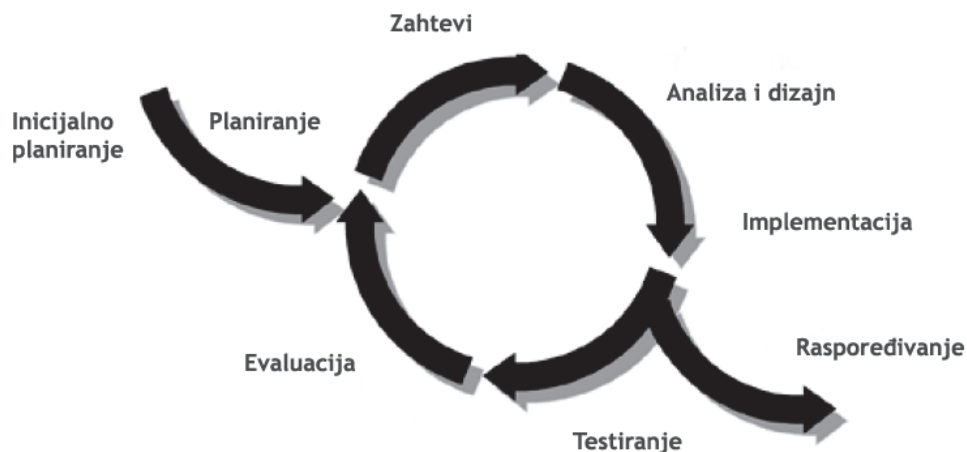 Zahtevi
Analiza i dizajn
Inicijalno
planiranje
Planiranje
Implementacija
Raspoređivanje
Evaluacija
Testiranje